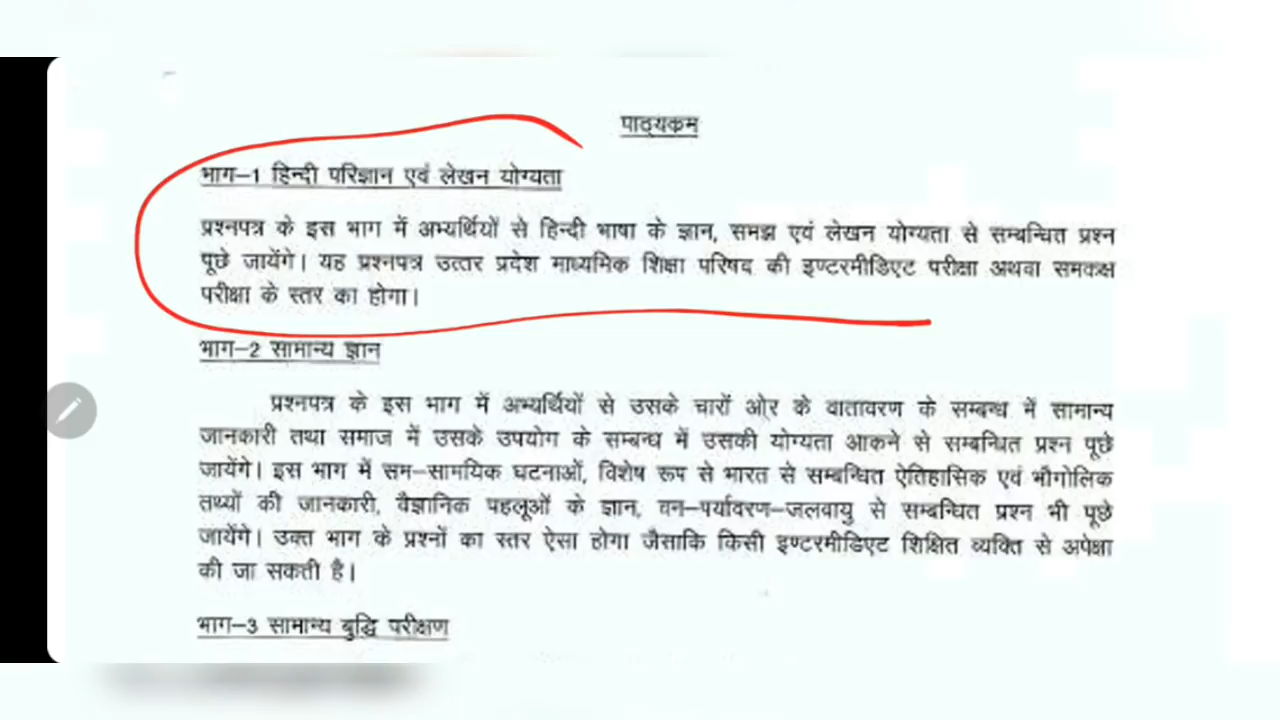 पाठ्यकम
भाग–1 हिन्दी परिज्ञान एवं लेखन योग्यता
प्रश्नपत्र के इस भाग में अभ्यर्थियों से हिन्दी भाषा के ज्ञान, समझ एवं लेखन योग्यता से सम्बन्धित प्रश्न
पूछे जायेंगे। यह प्रश्नपत्र उत्तर प्रदेश माध्यमिक शिक्षा परिषद की इण्टरमीडिएट परीक्षा अथवा समकक्ष
परीक्षा के स्तर का होगा।
भाग–2 सामान्य ज्ञान
प्रश्नपत्र के इस भाग में अभ्यर्थियों से उसके चारों ओर के वातावरण के सम्बन्ध में सामान्य
जानकारी तथा समाज में उसके उपयोग के सम्बन्ध में उसकी योग्यता आकने से सम्बन्धित प्रश्न पूछे
जायेंगे। इस भाग में सम–सामयिक घटनाओं, विशेष रूप से भारत से सम्बन्धित ऐतिहासिक एवं भौगोलिक
तथ्यों की जानकारी, वैज्ञानिक पहलूओं के ज्ञान, वन–पर्यावरण–जलवायु से सम्बन्धित प्रश्न भी पूछे
जायेंगे। उक्त भाग के प्रश्नों का स्तर ऐसा होगा जैसाकि किसी इण्टरमीडिएट शिक्षित व्यक्ति से अपेक्षा
की जा सकती है।
भाग–3 सामान्य बुद्धि परीक्षण